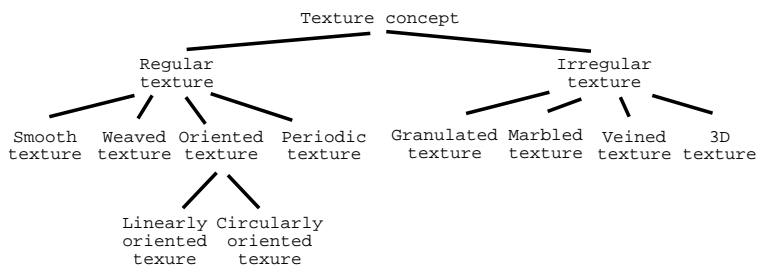 Texture concept
Regular
texture
Irregular
texture
Smooth
texture
Weaved
texture
Oriented
texture
Periodic
texture
Granulated
texture
Marbled
texture
Veined
texture
3D
texture
Linearly
oriented
texure
Circularly
oriented
texure